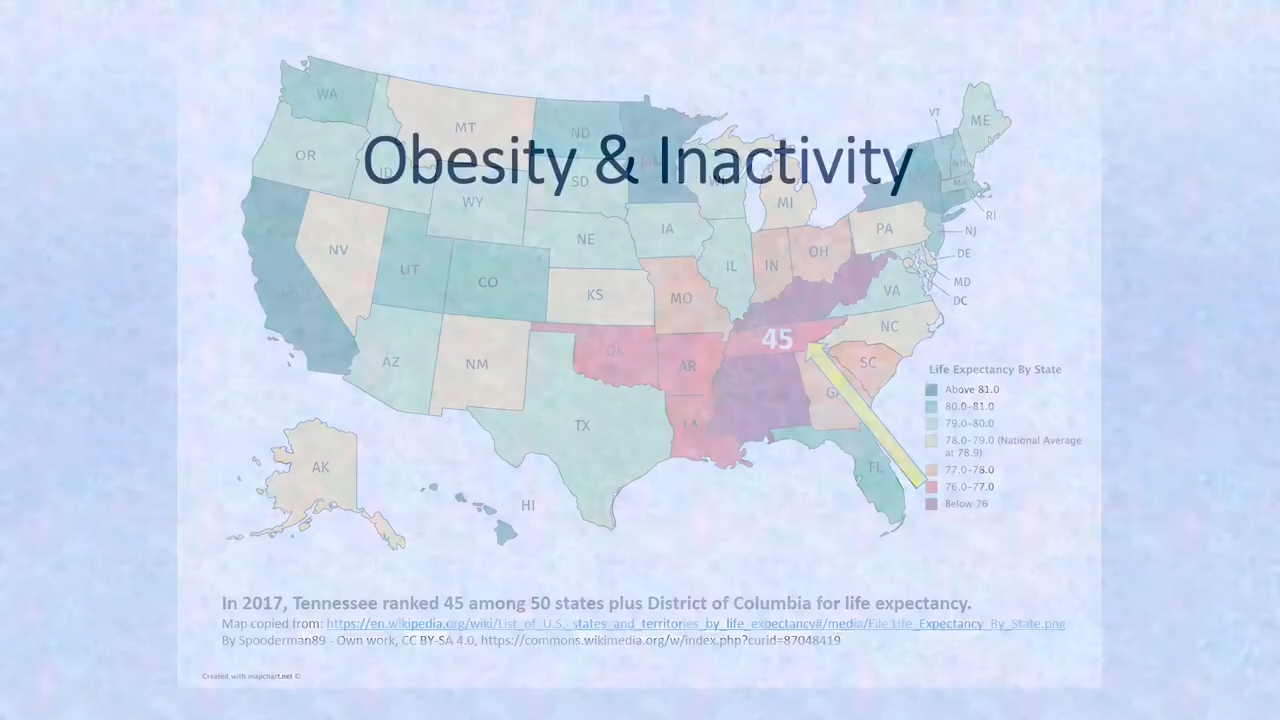 Obesity & Inactivity
WA
MT
ND
VT
ME
OR
ID
SD
WI
NH
MA
WY
MI
RI
IA
NE
PA
NJ
NV
OH
DE
UT
CO
IL
IN
MD
VA
KS
MO
DC
NC
45
AZ
NM
OK
AR
SC
GA
Life Expectancy By State
Above 81.0
80.0–81.0
TX
LA
79.0–80.0
78.0–79.0 (National Average
at 78.9)
AK
FL
77.0–78.0
76.0–77.0
HI
Below 76
In 2017, Tennessee ranked 45 among 50 states plus District of Columbia for life expectancy.
Map copied from: https://en.wikipedia.org/wiki/List_of_U.S._states_and_territories_by_life_expectancy#/media/File:Life_Expectancy_By_State.png
By Spooderman89 - Own work, CC BY-SA 4.0, https://commons.wikimedia.org/w/index.php?curid=87048419
Created with mapchart.net ©